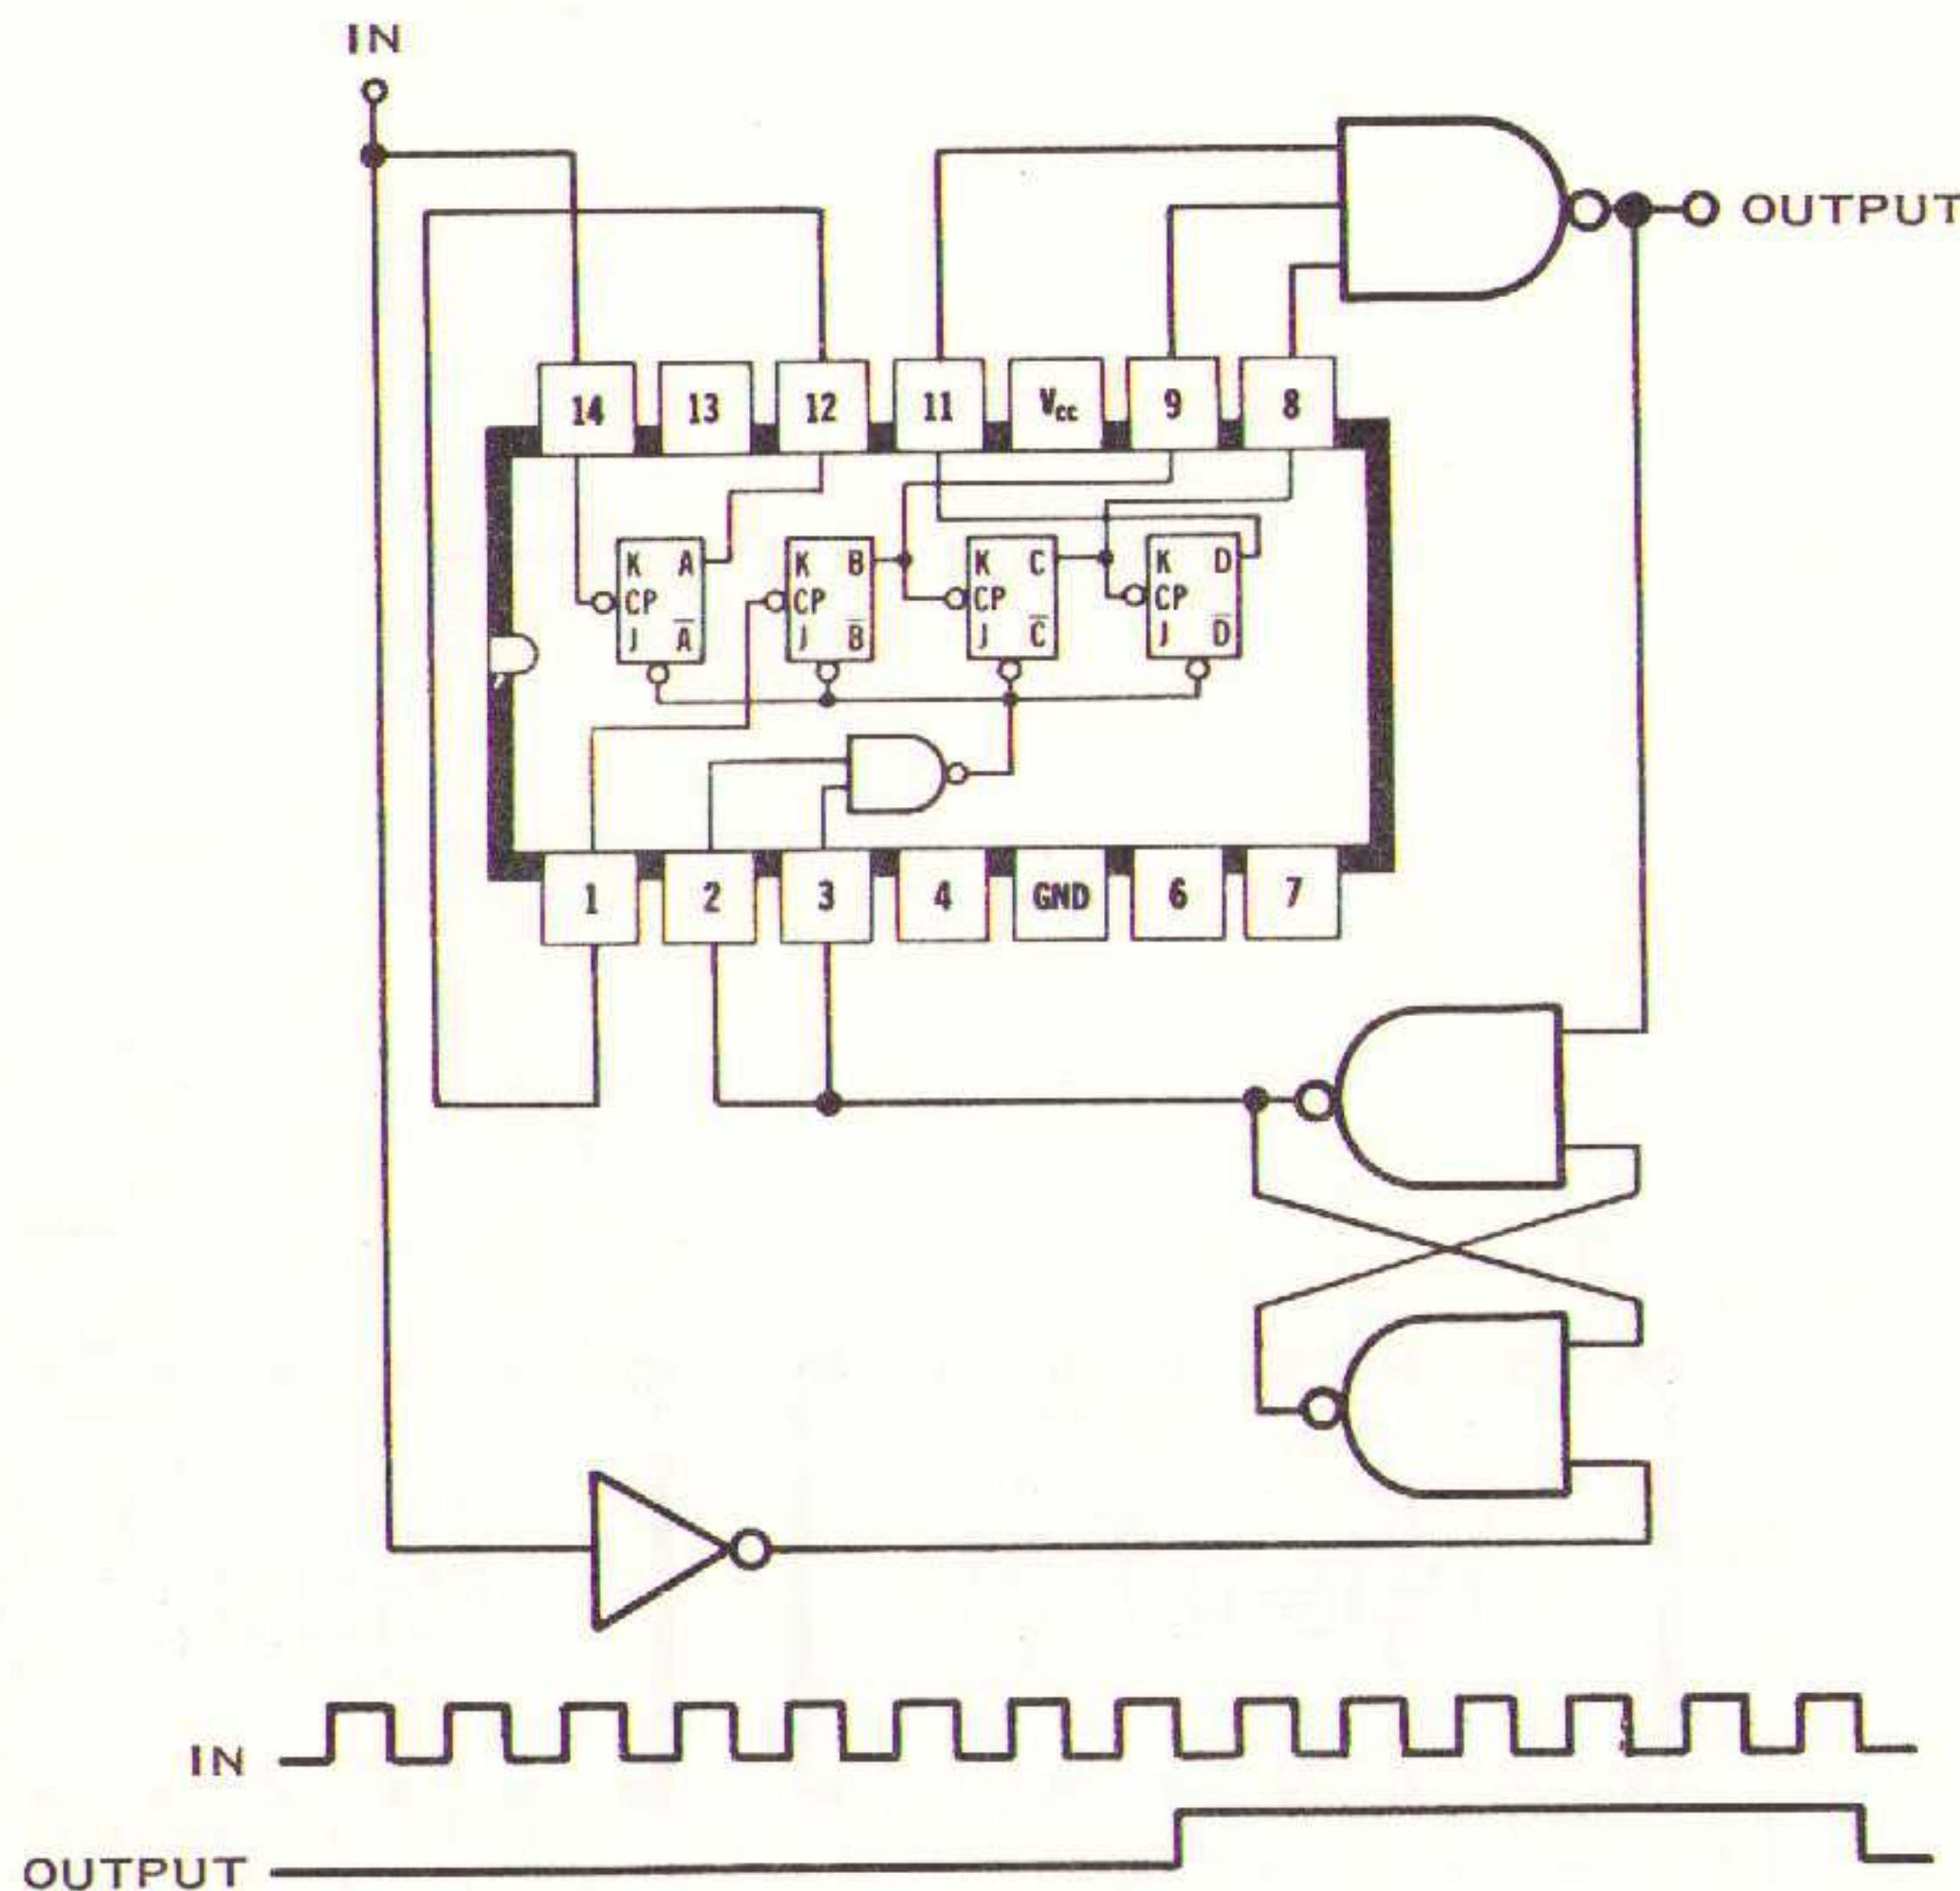 IN
OUTPUT
14 13 12 11 Vcc 9 8
K A K B K C K D
CP CP CP CP
J A̅ J B̅ J C̅ J D̅
1 2 3 4 GND 6 7
IN
OUTPUT